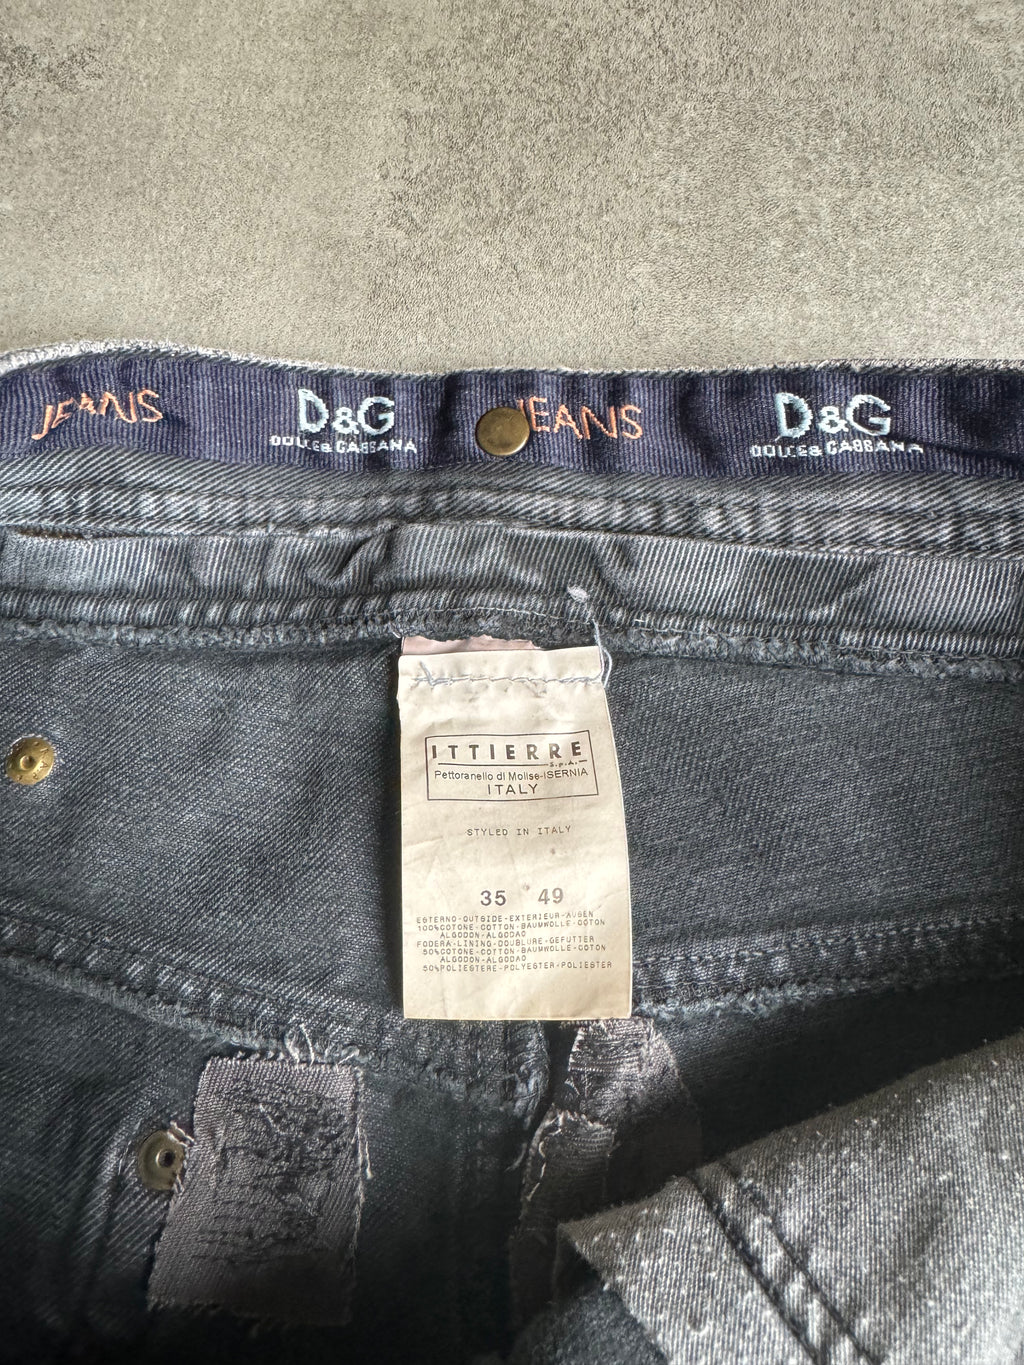 JEANS D&G JEANS D&G
DOLCE& GABBANA DOLCE& GABBANA
ITTIERRE
S.p.A.
Pettoranello di Molise-ISERNIA
ITALY
STYLED IN ITALY
35 49
ESTERNO-OUTSIDE-EXTERIEUR-AUSEN
100%COTONE-COTTON-BAUMWOLLE-COTON
ALGODON-ALGODAO
FODERA-LINING-DOUBLURE-GEFUTTER
50%COTONE-COTTON-BAUMWOLLE-COTON
ALGODON-ALGODAO
50%POLIESTERE-POLYESTER-POLIESTER